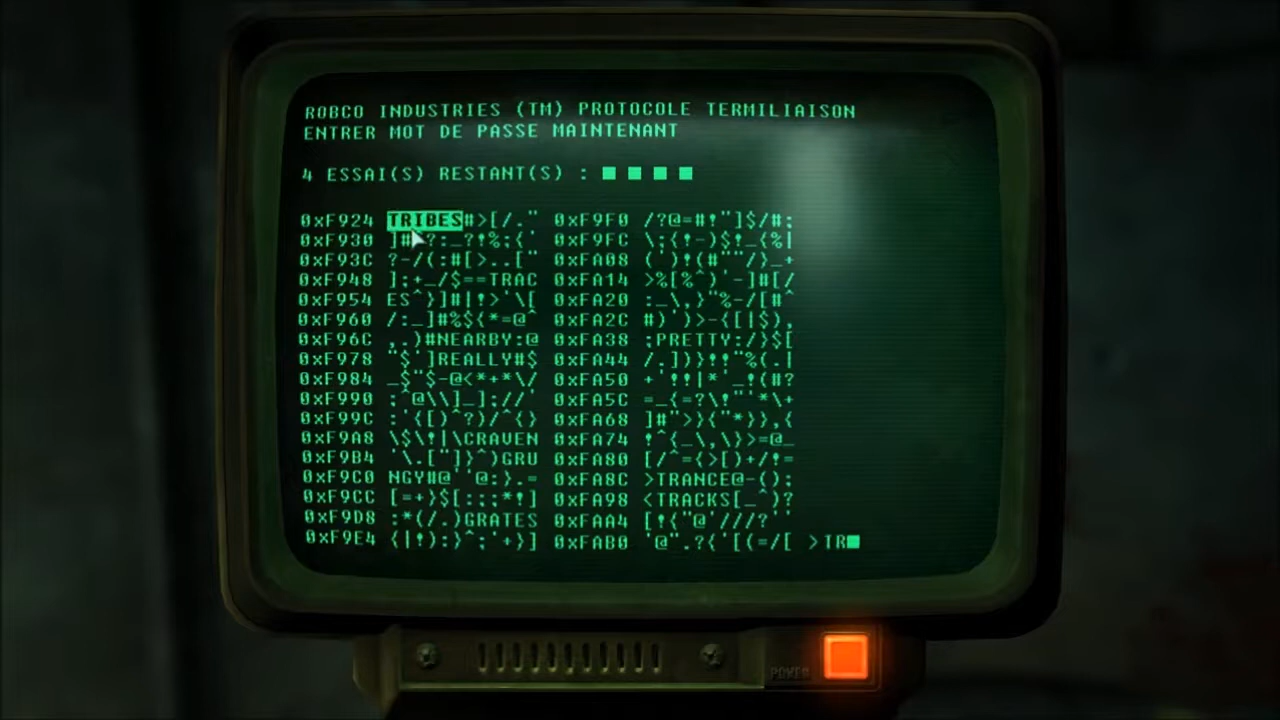 ROBCO INDUSTRIES (TM) PROTOCOLE TERMILIAISON
ENTRER MOT DE PASSE MAINTENANT
4 ESSAI(S) RESTANT(S) : ■ ■ ■ ■
0xF924 TRIBES#>[/." 0xF9F0 /?@=#!"]$/#;
0xF930 ]# ?:_?!%;{' 0xF9FC \;{!-)$!_{%|
0xF93C ?-/(:#[>..[" 0xFA08 (')!(#""/}_+
0xF948 ];+_/$==TRAC 0xFA14 >%[%^)'-]#[/
0xF954 ES^}]#|!>'\[ 0xFA20 :_\,}"%-/[#^
0xF960 /:_]#%${*=@^ 0xFA2C #)'}>-{[|$),
0xF96C ,.)#NEARBY:@ 0xFA38 ;PRETTY:/}$[
0xF978 "$']REALLY#$ 0xFA44 /.])}!!"%(.|
0xF984 _$"$-@<*+*\/ 0xFA50 +'!!|*'_!(#?
0xF990 ;^@\\]_];//' 0xFA5C =_{=?\!"'*\+
0xF99C :'{[)^?)/^{} 0xFA68 ]#">}{"*}},{
0xF9A8 \$\!|\CRAVEN 0xFA74 !^{_\,\}>=@_
0xF9B4 '\.["]}^)GRU 0xFA80 [/^={>[)+/!=
0xF9C0 NGY#@''@:}.= 0xFA8C >TRANCE@-();
0xF9CC [=+}$[:;;*!] 0xFA98 <TRACKS[_^)?
0xF9D8 :*(/.)GRATES 0xFAA4 [!{"@'///?''
0xF9E4 {|!):}^;'+}] 0xFAB0 '@".?{'[(=/[ >TR■
POWER